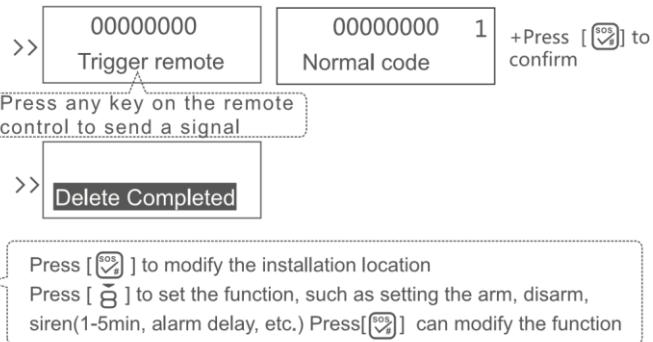 >> 00000000 00000000 1 +Press [SOS #] to
Trigger remote Normal code confirm
Press any key on the remote
control to send a signal
>> Delete Completed
Press [SOS #] to modify the installation location
Press [8] to set the function, such as setting the arm, disarm,
siren(1-5min, alarm delay, etc.) Press[SOS #] can modify the function